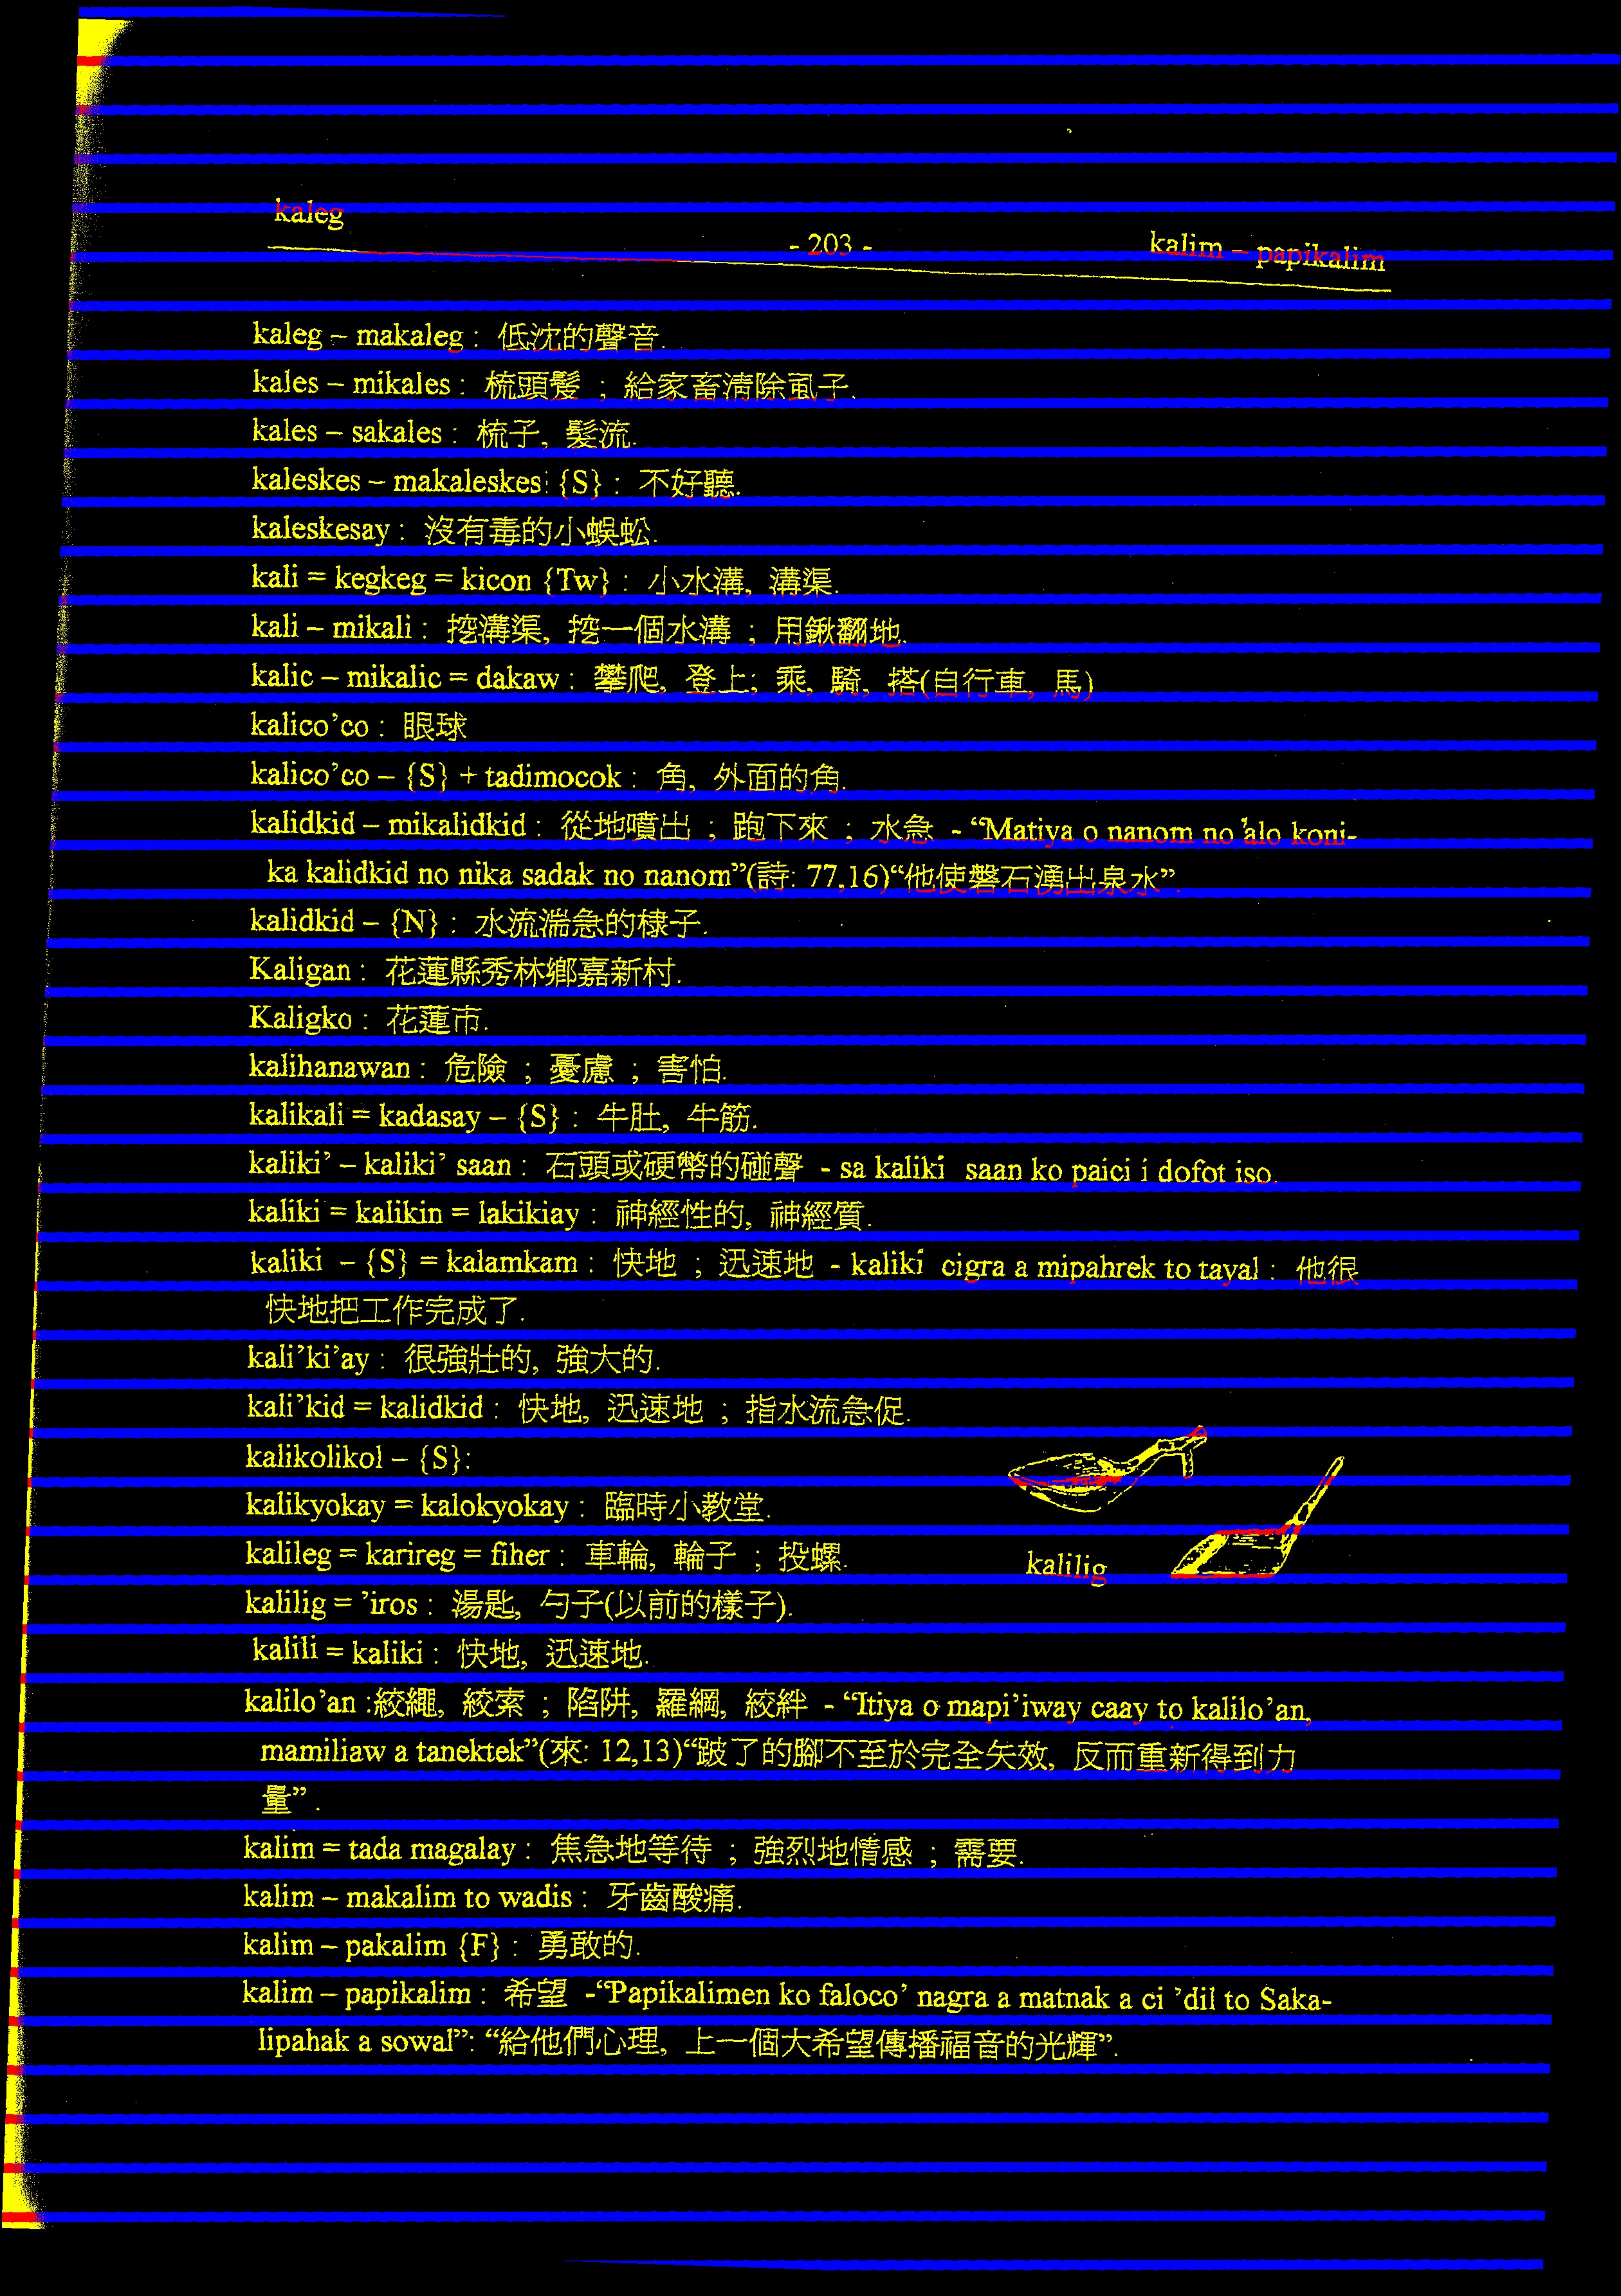 kaleg
- 203 -
kalim – papikalim
kaleg – makaleg : 低沈的聲音.
kales – mikales : 梳頭髮 ; 給家畜清除虱子.
kales – sakales : 梳子, 髮流.
kaleskes – makaleskes: {S} : 不好聽.
kaleskesay : 沒有毒的小蜈蚣.
kali = kegkeg = kicon {Tw} : 小水溝, 溝渠.
kali – mikali : 挖溝渠, 挖一個水溝 ; 用鍬翻地.
kalic – mikalic = dakaw : 攀爬, 登上; 乘, 騎, 搭(自行車, 馬)
kalico’co : 眼球
kalico’co – {S} + tadimocok : 角, 外面的角.
kalidkid – mikalidkid : 從地噴出 ; 跑下來 ; 水急 - “Matiya o nanom no ’alo koni-
ka kalidkid no nika sadak no nanom”(詩: 77,16)“他使磐石湧出泉水”.
kalidkid – {N} : 水流湍急的樣子.
Kaligan : 花蓮縣秀林鄉嘉新村.
Kaligko : 花蓮市.
kalihanawan : 危險 ; 憂慮 ; 害怕.
kalikali = kadasay – {S} : 牛肚, 牛筋.
kaliki’ – kaliki’ saan : 石頭或硬幣的碰聲 - sa kaliki’ saan ko paici i dofot iso.
kaliki = kalikin = lakikiay : 神經性的, 神經質.
kaliki – {S} = kalamkam : 快地 ; 迅速地 - kaliki’ cigra a mipahrek to tayal : 他很
快地把工作完成了.
kali’ki’ay : 很強壯的, 強大的.
kali’kid = kalidkid : 快地, 迅速地 ; 指水流急促.
kalikolikol – {S}:
kalikyokay = kalokyokay : 臨時小教堂.
kalileg = karireg = fiher : 車輪, 輪子 ; 投螺.
kalilig
kalilig = ’iros : 湯匙, 勺子(以前的樣子).
kalili = kaliki : 快地, 迅速地.
kalilo’an :絞繩, 絞索 ; 陷阱, 羅網, 絞絆 - “Itiya o mapi’iway caay to kalilo’an,
mamiliaw a tanektek”(來: 12,13)“跛了的腳不至於完全失效, 反而重新得到力
量” .
kalim = tada magalay : 焦急地等待 ; 強烈地情感 ; 需要.
kalim – makalim to wadis : 牙齒酸痛.
kalim – pakalim {F} : 勇敢的.
kalim – papikalim : 希望 -“Papikalimen ko faloco’ nagra a matnak a ci ’dil to Saka-
lipahak a sowal”: “給他們心理, 上一個大希望傳播福音的光輝”.